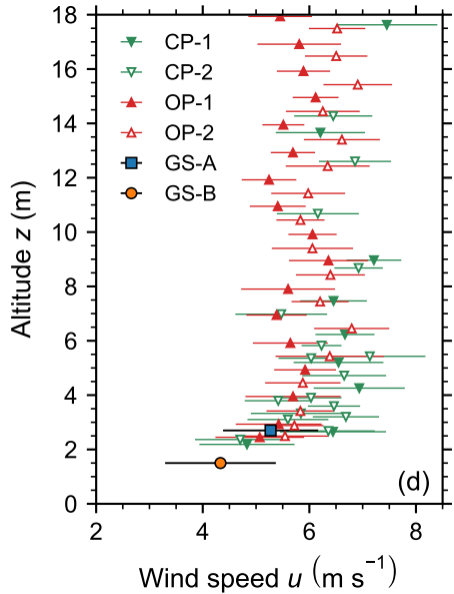 18
16
14
12
10
8
6
4
2
0
Altitude z (m)
CP-1
CP-2
OP-1
OP-2
GS-A
GS-B
(d)
2 4 6 8
Wind speed u (m s⁻¹)